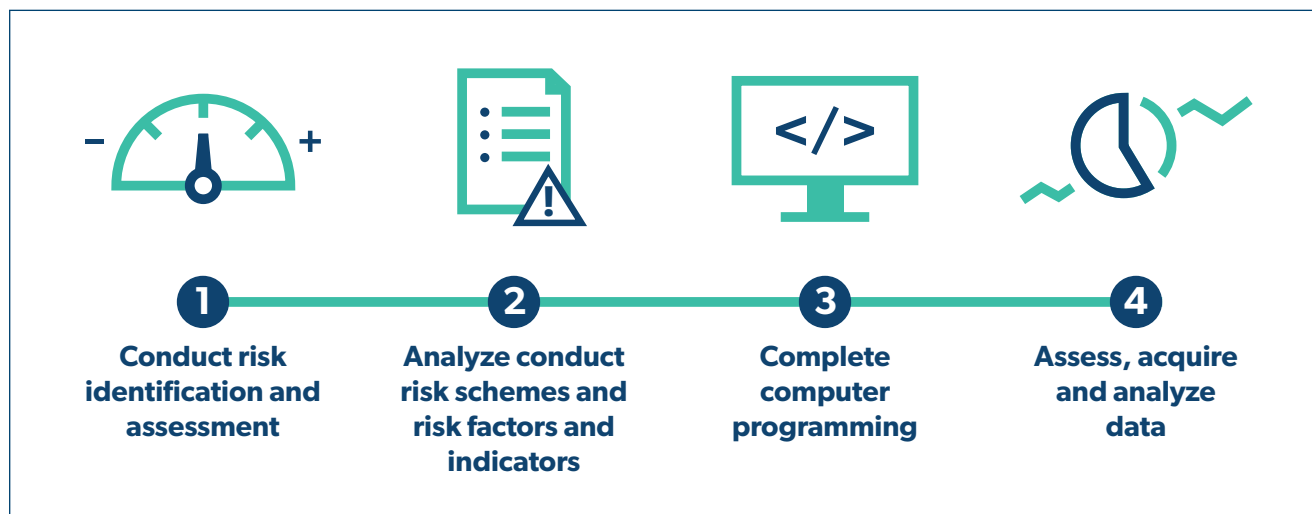 - +
</>
1
Conduct risk
identification and
assessment
2
Analyze conduct
risk schemes and
risk factors and
indicators
3
Complete
computer
programming
4
Assess, acquire
and analyze
data